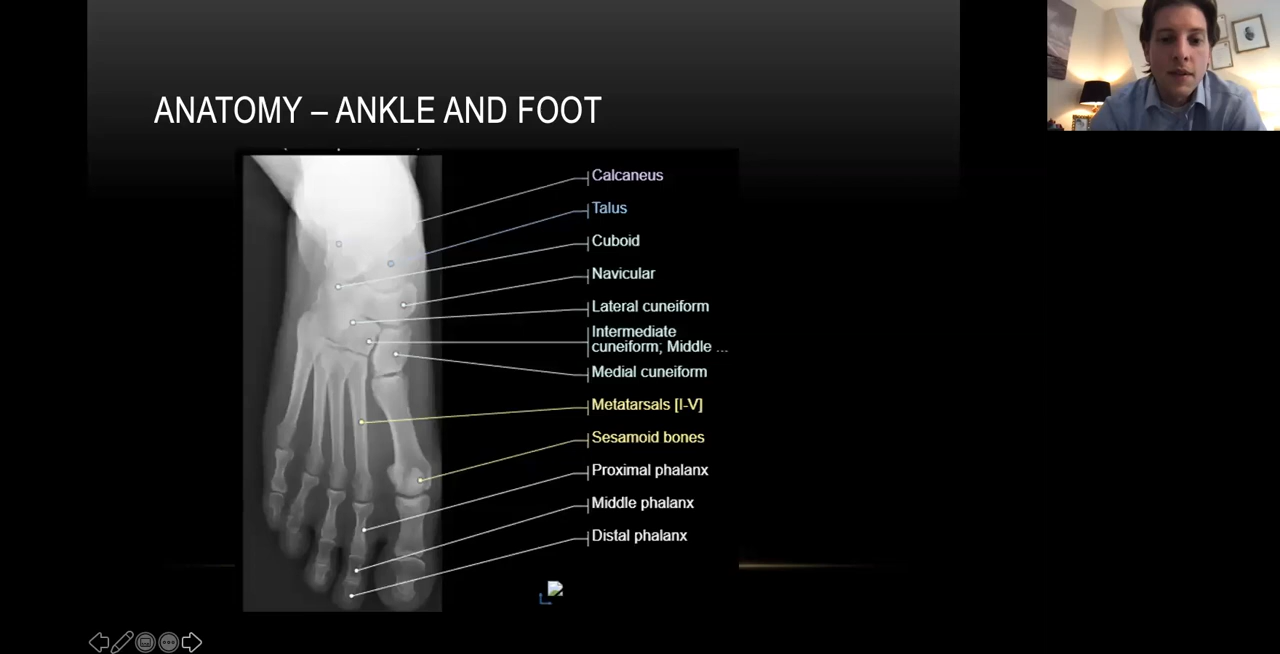 ANATOMY – ANKLE AND FOOT
Calcaneus
Talus
Cuboid
Navicular
Lateral cuneiform
Intermediate
cuneiform; Middle ...
Medial cuneiform
Metatarsals [I-V]
Sesamoid bones
Proximal phalanx
Middle phalanx
Distal phalanx